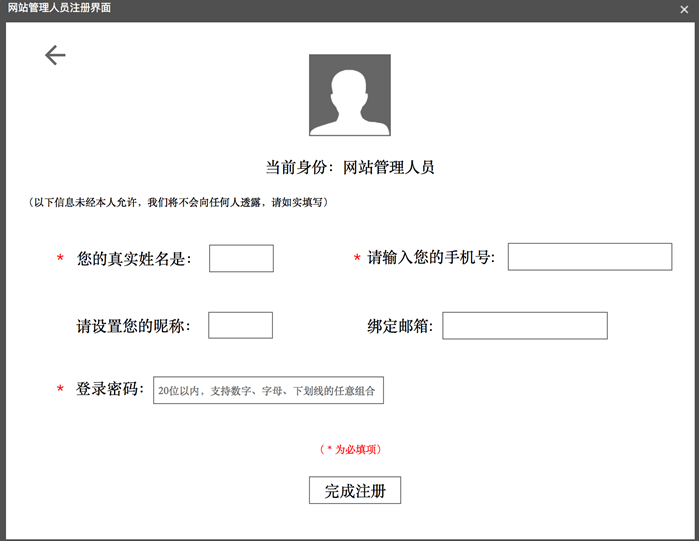 网站管理人员注册界面
当前身份：网站管理人员
（以下信息未经本人允许，我们将不会向任何人透露，请如实填写）
* 您的真实姓名是：
* 请输入您的手机号:
请设置您的昵称：
绑定邮箱:
* 登录密码：
20位以内，支持数字、字母、下划线的任意组合
（ * 为必填项）
完成注册